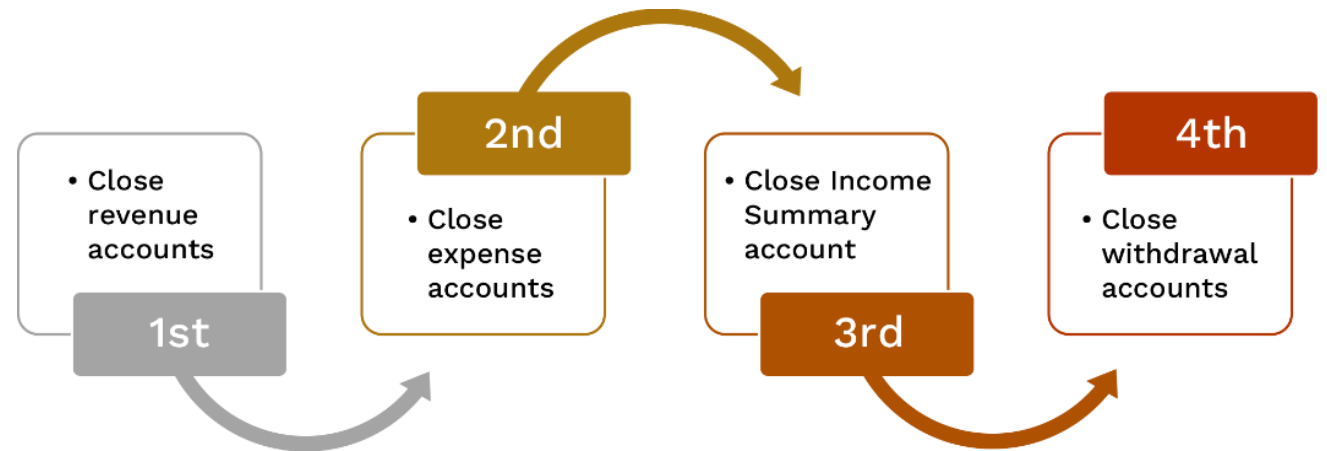 • Close
revenue
accounts
1st
2nd
• Close
expense
accounts
• Close Income
Summary
account
3rd
4th
• Close
withdrawal
accounts